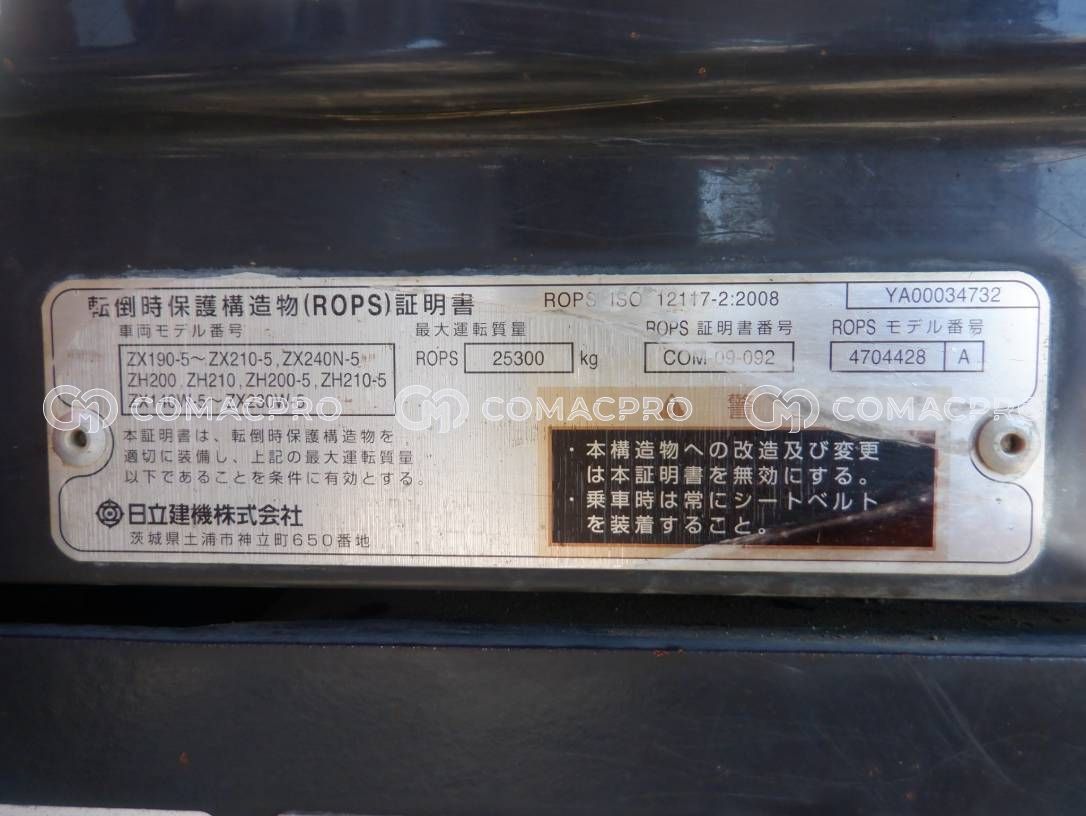 転倒時保護構造物(ROPS)証明書
ROPS ISO 12117-2:2008
YA00034732
車両モデル番号
最大運転質量
ROPS 証明書番号
ROPS モデル番号
ZX190-5～ZX210-5, ZX240N-5
ZH200, ZH210, ZH200-5, ZH210-5
ROPS 25300 kg
COM-09-092
4704428 A
警
本証明書は、転倒時保護構造物を
適切に装備し、上記の最大運転質量
以下であることを条件に有効とする。
日立建機株式会社
茨城県土浦市神立町650番地
・本構造物への改造及び変更
は本証明書を無効にする。
・乗車時は常にシートベルト
を装着すること。
COMACPRO
COMACPRO
COMACPRO